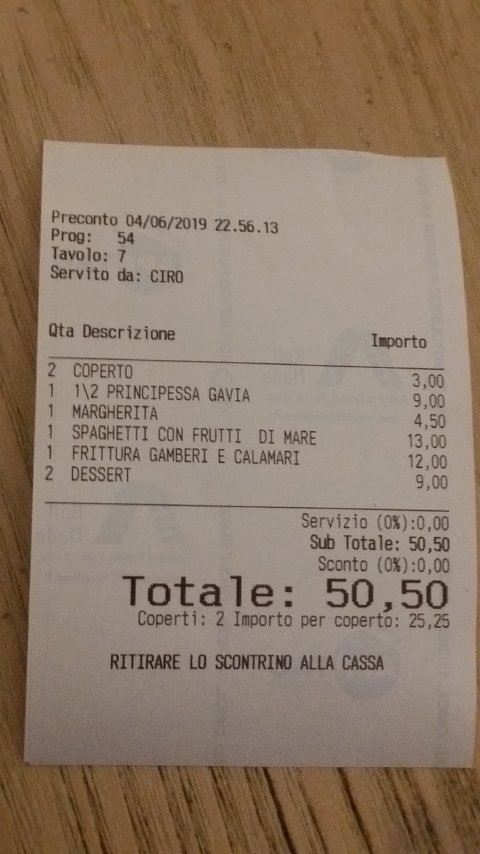 Preconto 04/06/2019 22.56.13
Prog: 54
Tavolo: 7
Servito da: CIRO
Qta Descrizione Importo
2 COPERTO 3,00
1 1\2 PRINCIPESSA GAVIA 9,00
1 MARGHERITA 4,50
1 SPAGHETTI CON FRUTTI DI MARE 13,00
1 FRITTURA GAMBERI E CALAMARI 12,00
2 DESSERT 9,00
Servizio (0%):0,00
Sub Totale: 50,50
Sconto (0%):0,00
Totale: 50,50
Coperti: 2 Importo per coperto: 25,25
RITIRARE LO SCONTRINO ALLA CASSA